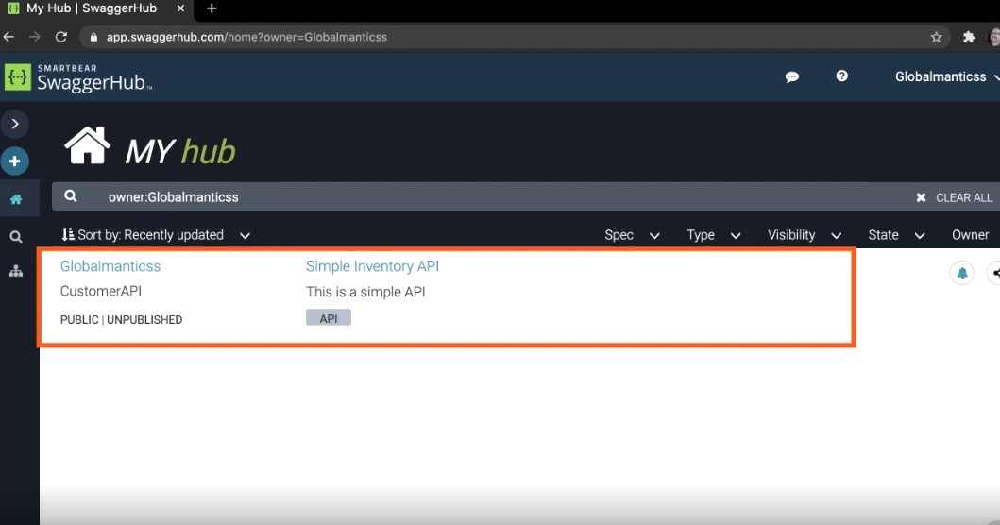 My Hub | SwaggerHub
app.swaggerhub.com/home?owner=Globalmanticss
SMARTBEAR
SwaggerHub™
Globalmanticss
MY hub
owner:Globalmanticss
CLEAR ALL
Sort by: Recently updated Spec Type Visibility State Owner
Globalmanticss Simple Inventory API
CustomerAPI This is a simple API
PUBLIC | UNPUBLISHED API